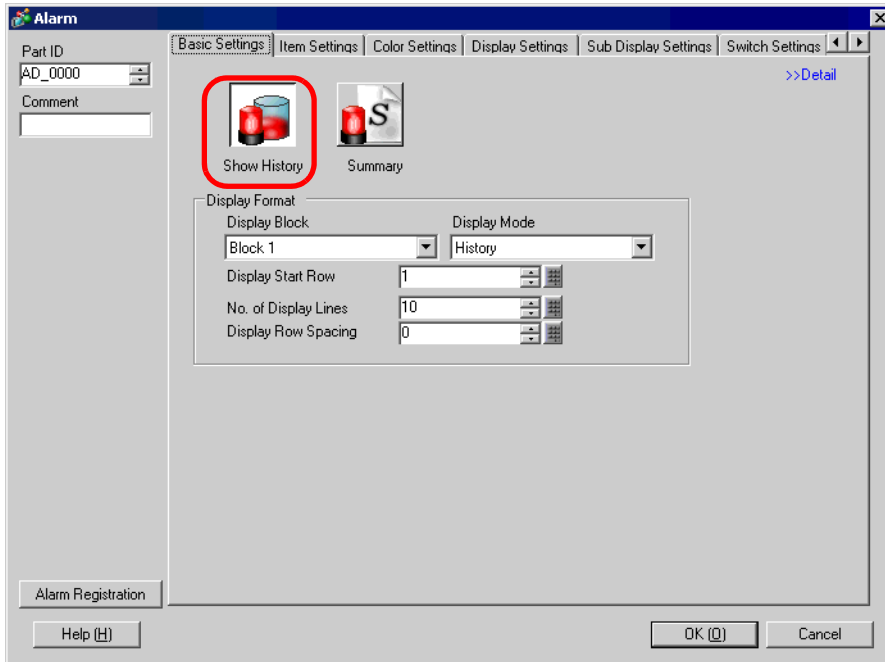 Alarm
Part ID
AD_0000
Comment
Alarm Registration
Help (H)
Basic Settings
Item Settings
Color Settings
Display Settings
Sub Display Settings
Switch Settings
>>Detail
Show History
S
Summary
Display Format
Display Block
Display Mode
Block 1
History
Display Start Row
1
No. of Display Lines
10
Display Row Spacing
0
OK (O)
Cancel